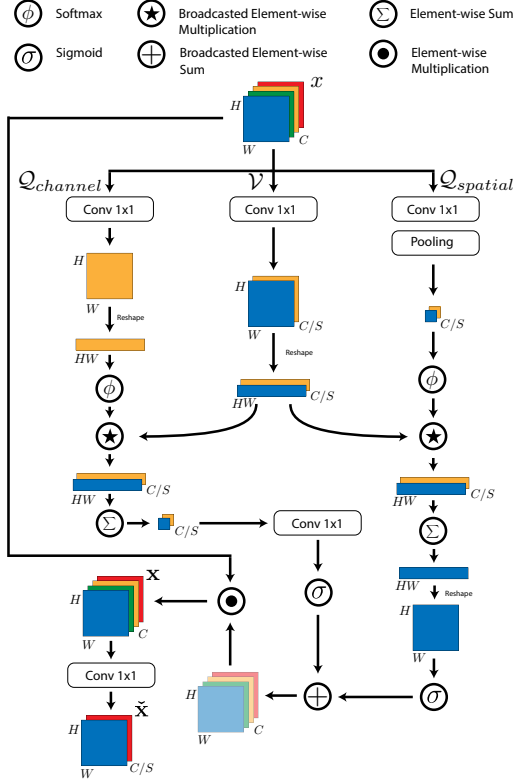 ϕ Softmax
★ Broadcasted Element-wise Multiplication
Σ Element-wise Sum
σ Sigmoid
+ Broadcasted Element-wise Sum
Element-wise Multiplication
x
H
W
C
Q_channel
V
Q_spatial
Conv 1x1
Conv 1x1
Conv 1x1
Pooling
H
W
H
W
C/S
C/S
Reshape
Reshape
HW
HW
C/S
ϕ
ϕ
★
★
HW
C/S
HW
C/S
Σ
C/S
Conv 1x1
Σ
HW
σ
Reshape
x
H
W
C
H
W
Conv 1x1
H
W
C
+
σ
x̌
H
W
C/S